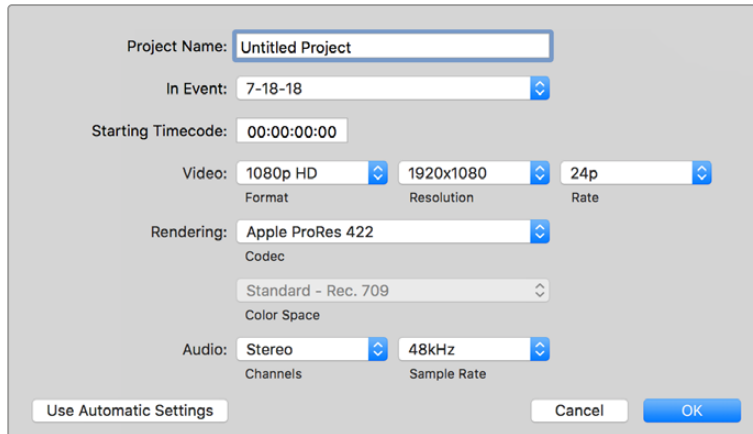 Project Name: Untitled Project
In Event: 7-18-18
Starting Timecode: 00:00:00:00
Video: 1080p HD 1920x1080 24p
Format Resolution Rate
Rendering: Apple ProRes 422
Codec
Standard - Rec. 709
Color Space
Audio: Stereo 48kHz
Channels Sample Rate
Use Automatic Settings Cancel OK